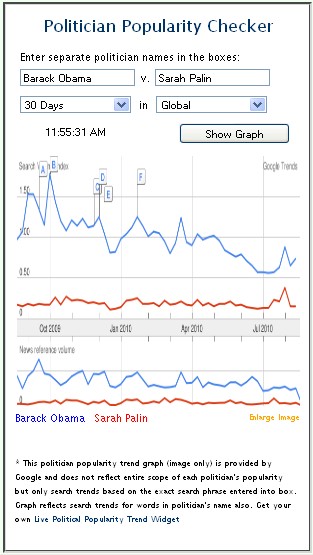 Politician Popularity Checker
Enter separate politician names in the boxes:
Barack Obama v. Sarah Palin
30 Days in Global
11:55:31 AM Show Graph
Search Index Google Trends
A B
1.50
C D E F
1.00
0.50
0
Oct 2009 Jan 2010 Apr 2010 Jul 2010
News reference volume
0
Barack Obama Sarah Palin Enlarge Image
* This politician popularity trend graph (image only) is provided by
Google and does not reflect entire scope of each politician's popularity
but only search trends based on the exact search phrase entered into box.
Graph reflects search trends for words in politician's name also. Get your
own Live Political Popularity Trend Widget